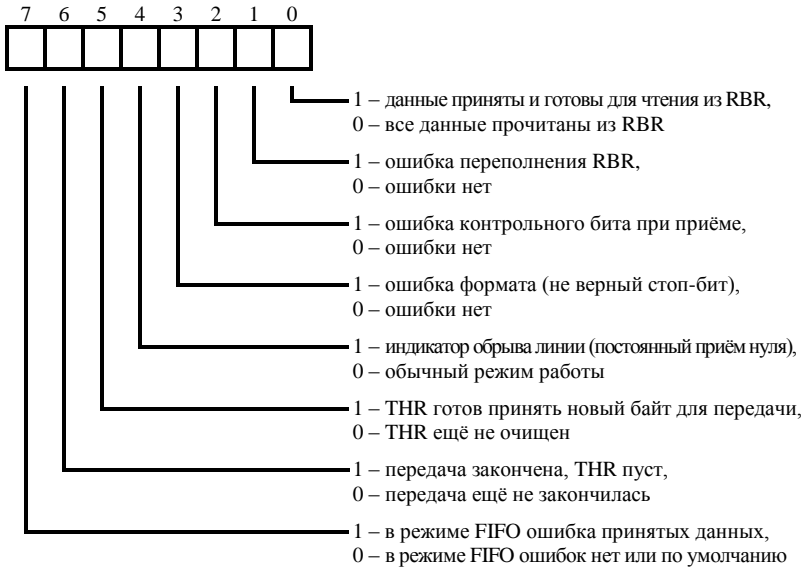 7 6 5 4 3 2 1 0
1 – данные приняты и готовы для чтения из RBR,
0 – все данные прочитаны из RBR
1 – ошибка переполнения RBR,
0 – ошибки нет
1 – ошибка контрольного бита при приёме,
0 – ошибки нет
1 – ошибка формата (не верный стоп-бит),
0 – ошибки нет
1 – индикатор обрыва линии (постоянный приём нуля),
0 – обычный режим работы
1 – THR готов принять новый байт для передачи,
0 – THR ещё не очищен
1 – передача закончена, THR пуст,
0 – передача ещё не закончилась
1 – в режиме FIFO ошибка принятых данных,
0 – в режиме FIFO ошибок нет или по умолчанию